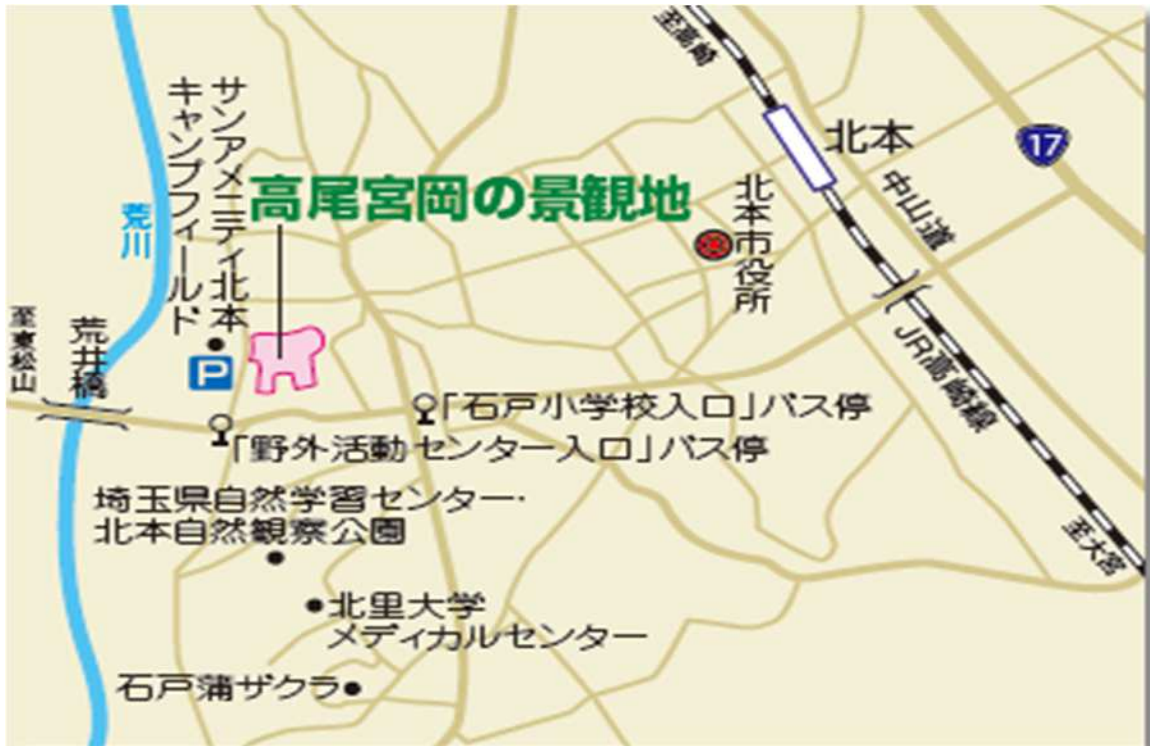 至高崎
北本
17
中山道
サンアメニティ北本
キャンプフィールド
高尾宮岡の景観地
北本市役所
荒川
至東松山
荒井橋
P
JR高崎線
「石戸小学校入口」バス停
「野外活動センター入口」バス停
埼玉県自然学習センター・
北本自然観察公園
至大宮
北里大学
メディカルセンター
石戸蒲ザクラ